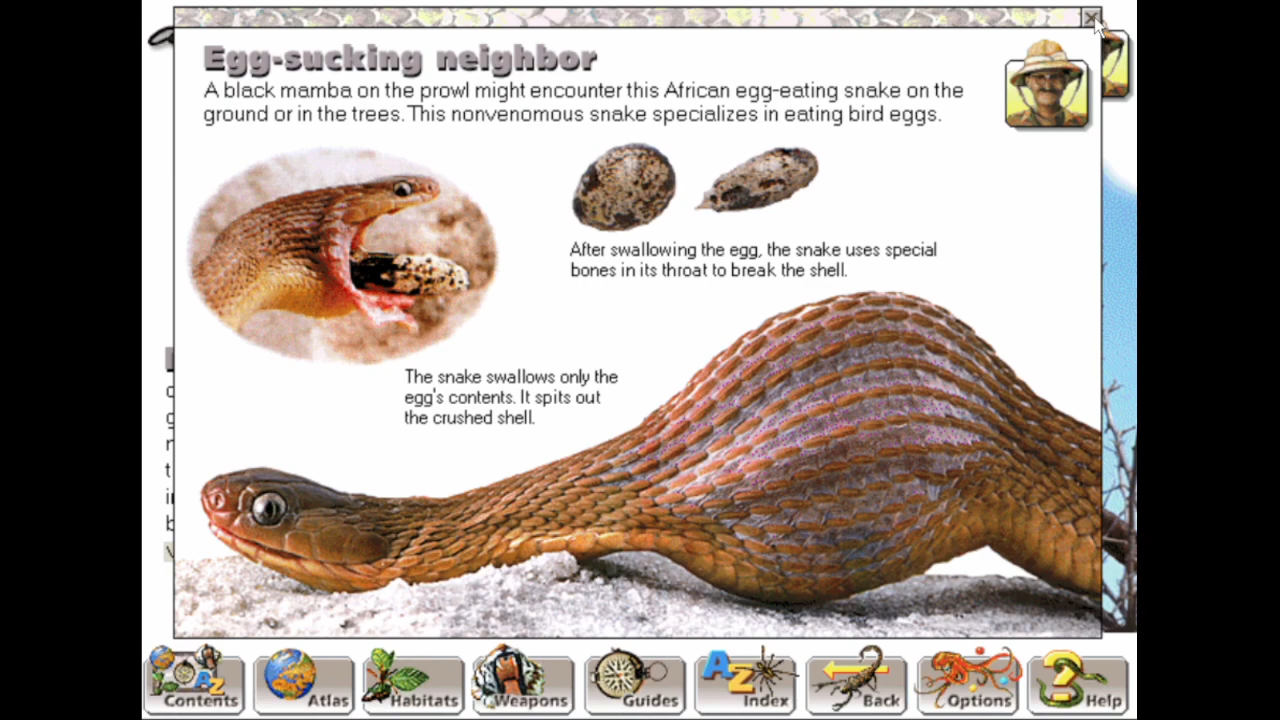 Egg-sucking neighbor
A black mamba on the prowl might encounter this African egg-eating snake on the
ground or in the trees. This nonvenomous snake specializes in eating bird eggs.
After swallowing the egg, the snake uses special
bones in its throat to break the shell.
The snake swallows only the
egg's contents. It spits out
the crushed shell.
Contents
Atlas
Habitats
Weapons
Guides
AZ
Index
Back
Options
Help